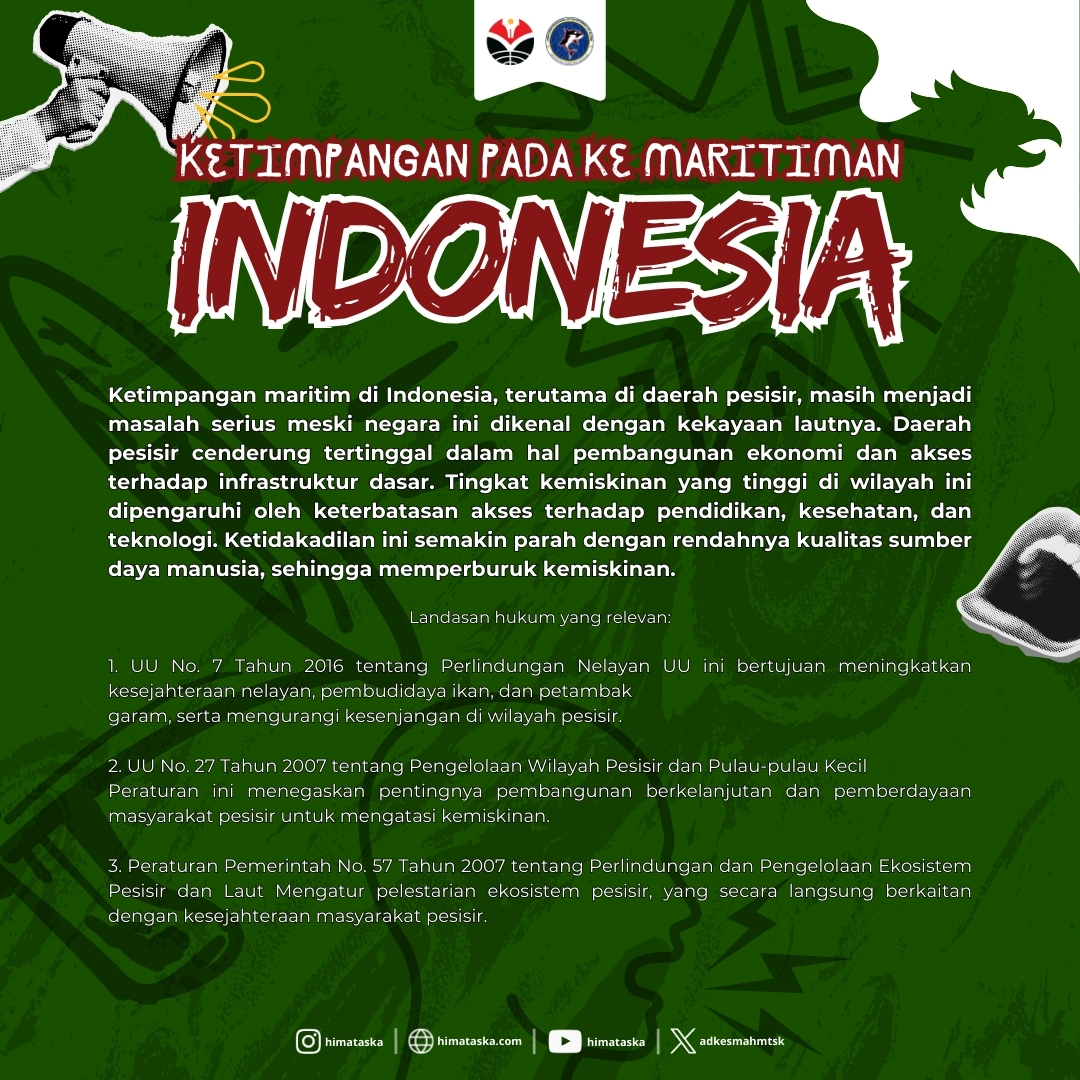 KETIMPANGAN PADA KE MARITIMAN
INDONESIA
Ketimpangan maritim di Indonesia, terutama di daerah pesisir, masih menjadi
masalah serius meski negara ini dikenal dengan kekayaan lautnya. Daerah
pesisir cenderung tertinggal dalam hal pembangunan ekonomi dan akses
terhadap infrastruktur dasar. Tingkat kemiskinan yang tinggi di wilayah ini
dipengaruhi oleh keterbatasan akses terhadap pendidikan, kesehatan, dan
teknologi. Ketidakadilan ini semakin parah dengan rendahnya kualitas sumber
daya manusia, sehingga memperburuk kemiskinan.
Landasan hukum yang relevan:
1. UU No. 7 Tahun 2016 tentang Perlindungan Nelayan UU ini bertujuan meningkatkan
kesejahteraan nelayan, pembudidaya ikan, dan petambak
garam, serta mengurangi kesenjangan di wilayah pesisir.
2. UU No. 27 Tahun 2007 tentang Pengelolaan Wilayah Pesisir dan Pulau-pulau Kecil
Peraturan ini menegaskan pentingnya pembangunan berkelanjutan dan pemberdayaan
masyarakat pesisir untuk mengatasi kemiskinan.
3. Peraturan Pemerintah No. 57 Tahun 2007 tentang Perlindungan dan Pengelolaan Ekosistem
Pesisir dan Laut Mengatur pelestarian ekosistem pesisir, yang secara langsung berkaitan
dengan kesejahteraan masyarakat pesisir.
himataska | himataska.com | himataska | adkesmahmtsk